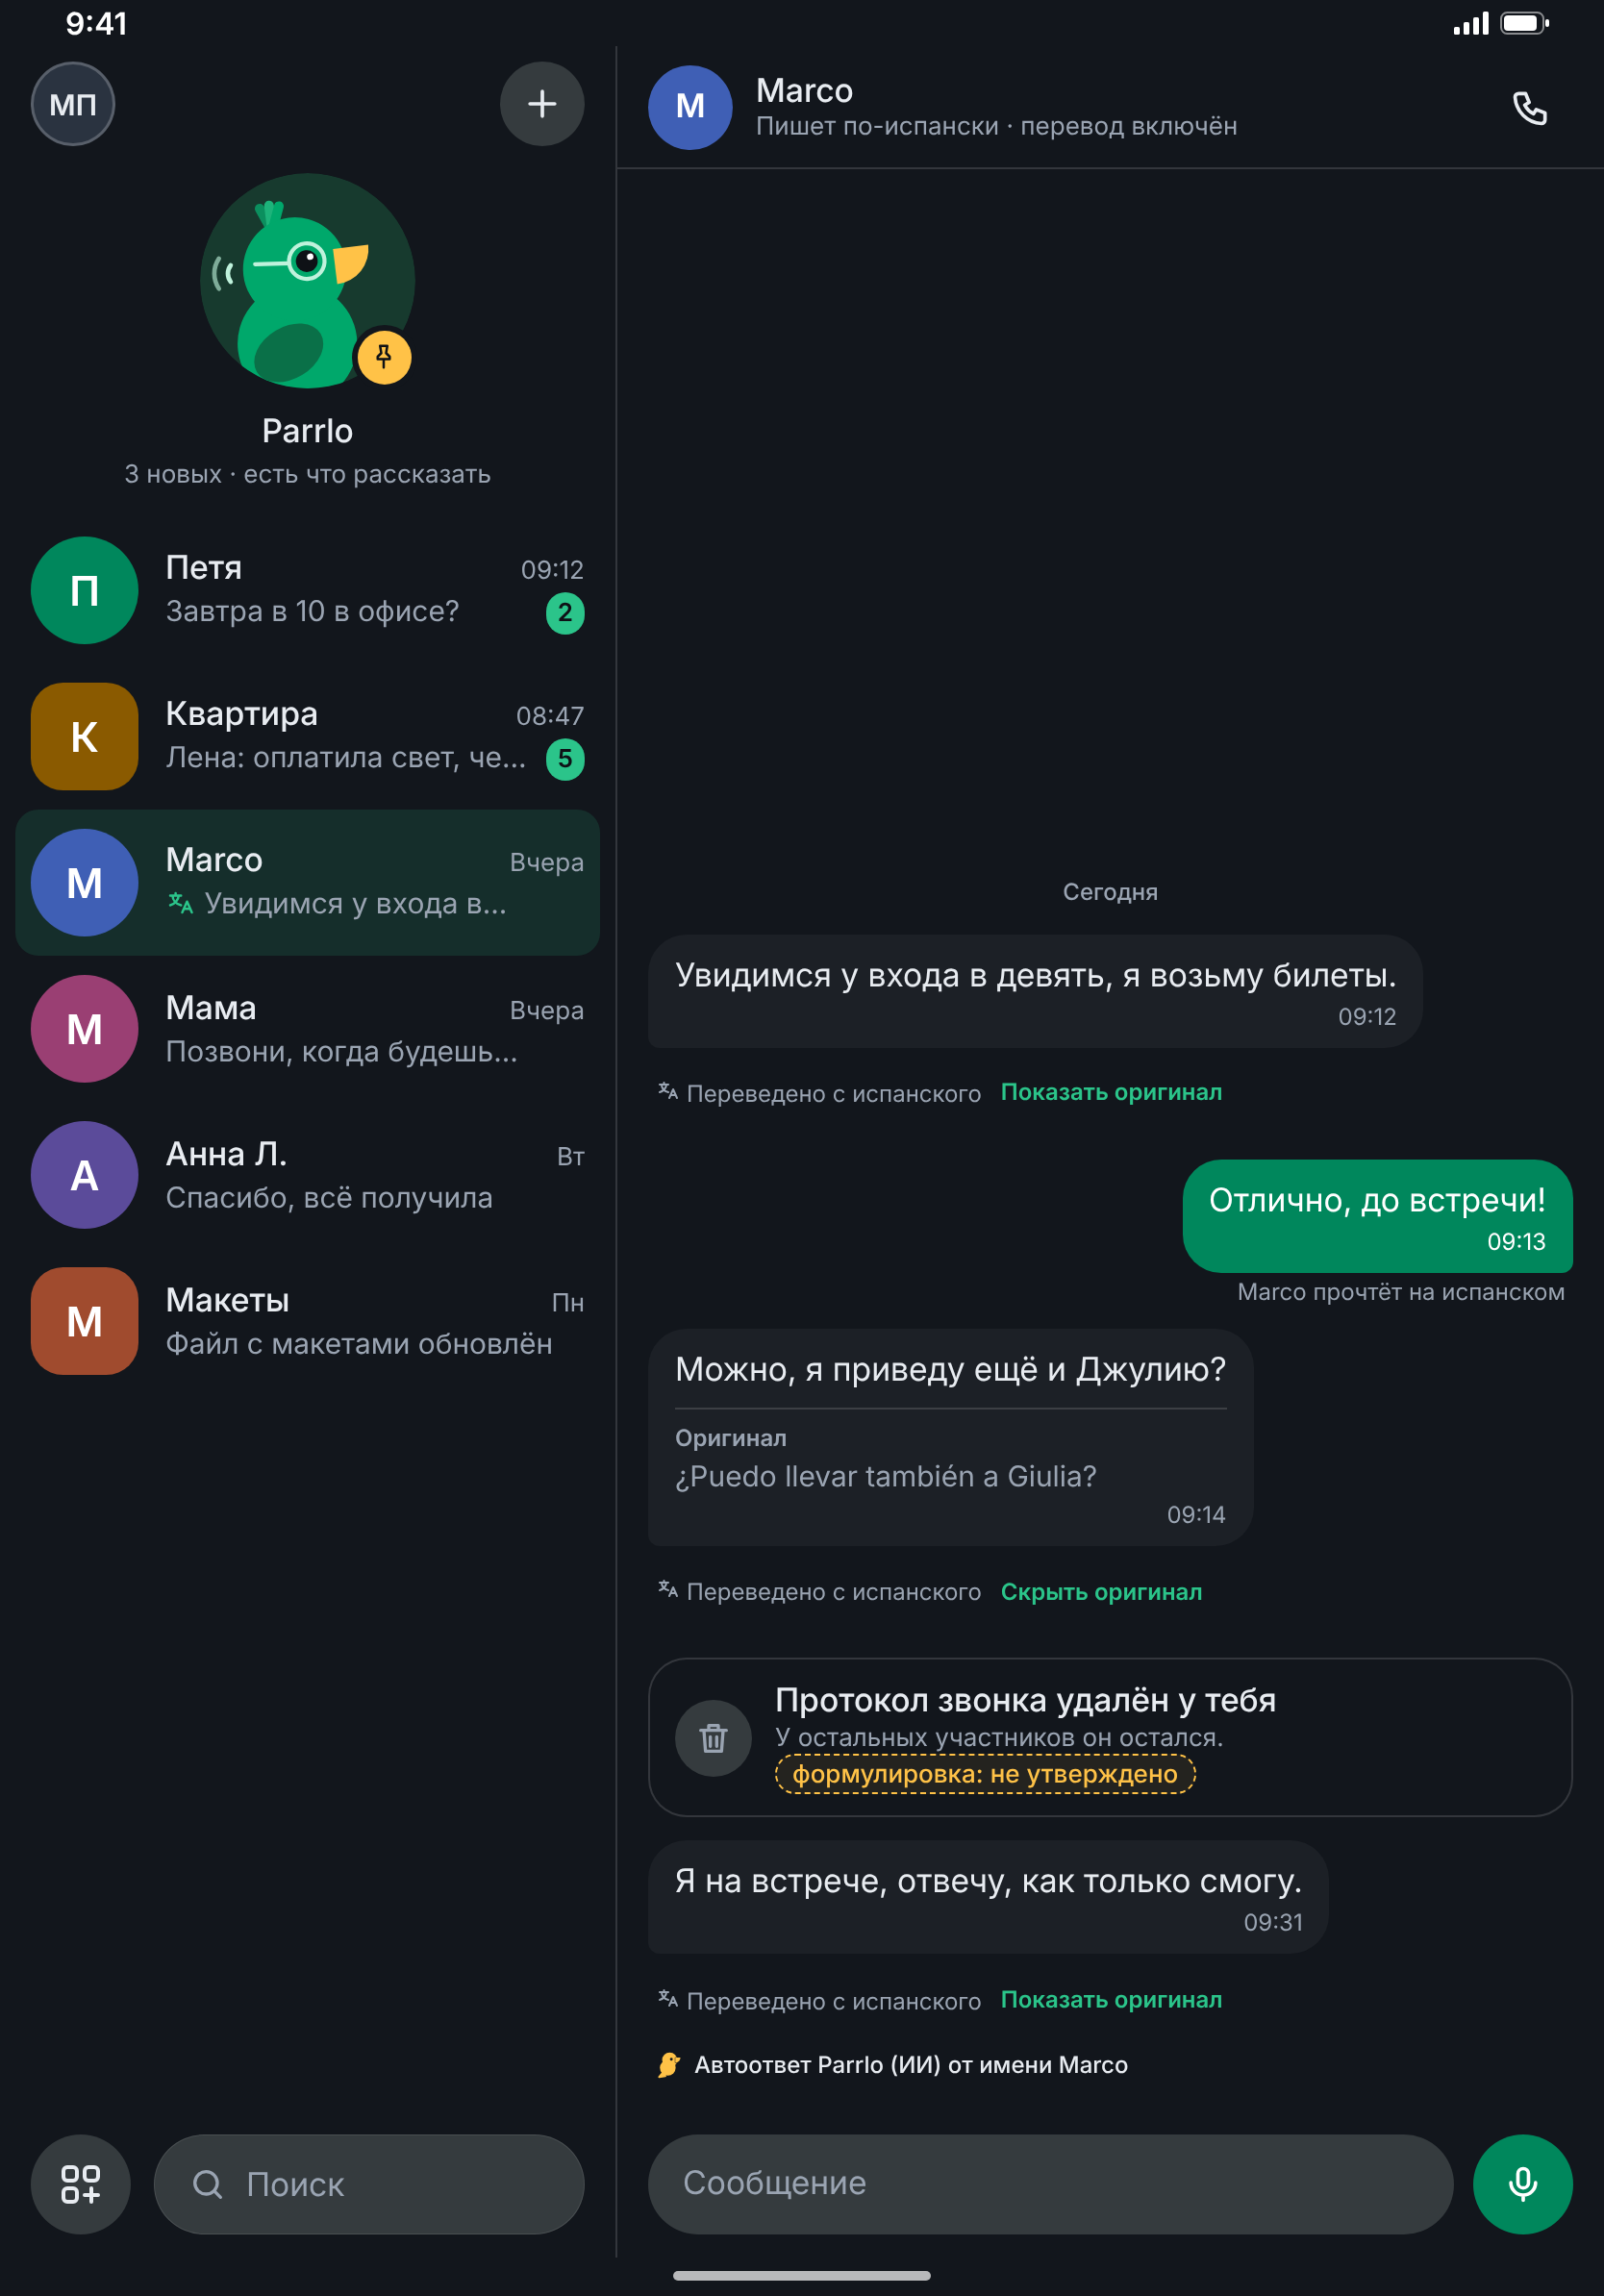 9:41
МП
Parrlo
3 новых · есть что рассказать
П
Петя
09:12
Завтра в 10 в офисе?
2
К
Квартира
08:47
Лена: оплатила свет, че...
5
M
Marco
Вчера
Увидимся у входа в...
М
Мама
Вчера
Позвони, когда будешь...
А
Анна Л.
Вт
Спасибо, всё получила
М
Макеты
Пн
Файл с макетами обновлён
Поиск
M
Marco
Пишет по-испански · перевод включён
Сегодня
Увидимся у входа в девять, я возьму билеты.
09:12
Переведено с испанского Показать оригинал
Отлично, до встречи!
09:13
Marco прочтёт на испанском
Можно, я приведу ещё и Джулию?
Оригинал
¿Puedo llevar también a Giulia?
09:14
Переведено с испанского Скрыть оригинал
Протокол звонка удалён у тебя
У остальных участников он остался.
формулировка: не утверждено
Я на встрече, отвечу, как только смогу.
09:31
Переведено с испанского Показать оригинал
Автоответ Parrlo (ИИ) от имени Marco
Сообщение